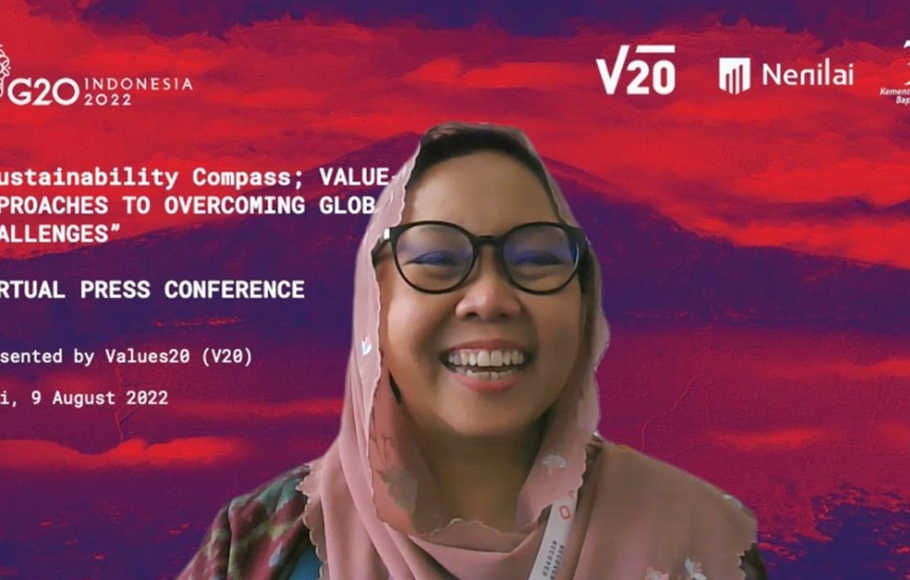 G20 INDONESIA
2022
V20
Nenilai
ustainability Compass; VALUE-
PROACHES TO OVERCOMING GLOB
ALLENGES”
RTUAL PRESS CONFERENCE
sented by Values20 (V20)
i, 9 August 2022